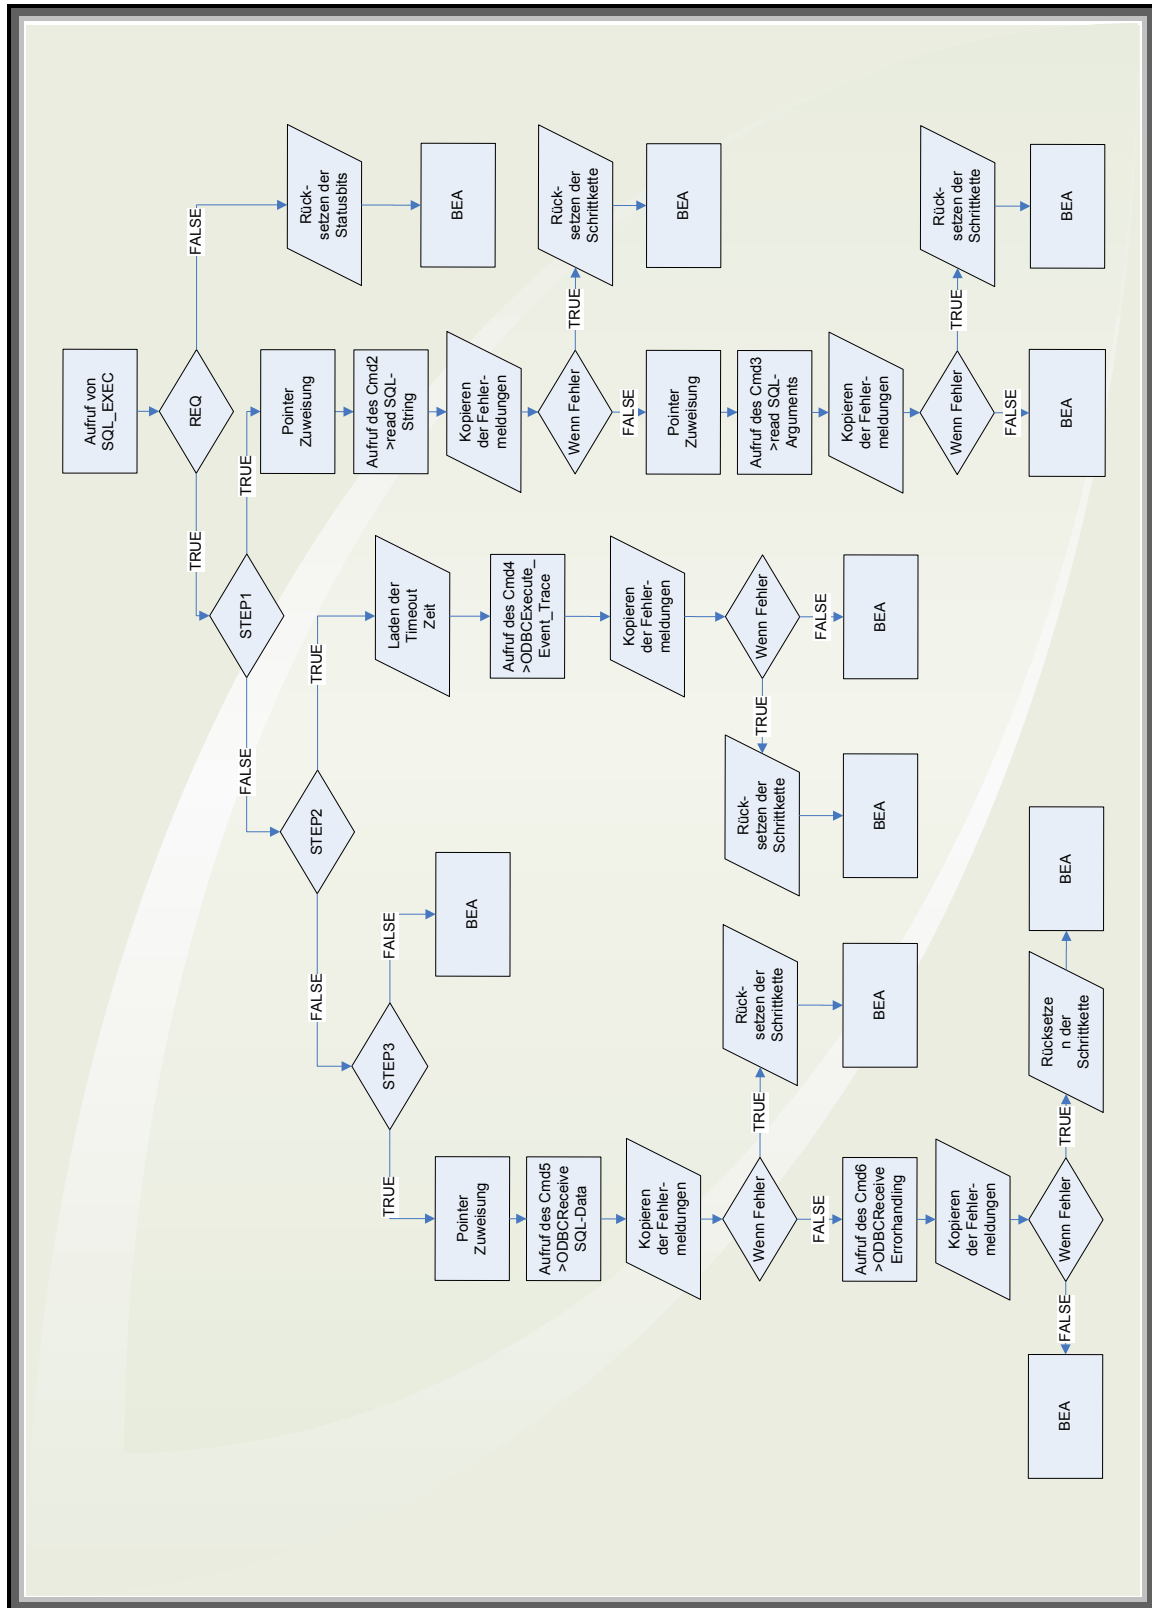 Aufruf von
SQL_EXEC
REQ
TRUE
FALSE
Rück-
setzen der
Statusbits
BEA
STEP1
TRUE
FALSE
Pointer
Zuweisung
Aufruf des Cmd2
>read SQL-
String
Kopieren
der Fehler-
meldungen
Wenn Fehler
TRUE
Rück-
setzen der
Schrittkette
BEA
FALSE
Pointer
Zuweisung
Aufruf des Cmd3
>read SQL-
Arguments
Kopieren
der Fehler-
meldungen
Wenn Fehler
TRUE
Rück-
setzen der
Schrittkette
BEA
FALSE
BEA
STEP2
TRUE
FALSE
Laden der
Timeout
Zeit
Aufruf des Cmd4
>ODBCExecute_
Event_Trace
Kopieren
der Fehler-
meldungen
Wenn Fehler
TRUE
Rück-
setzen der
Schrittkette
BEA
FALSE
BEA
STEP3
FALSE
BEA
TRUE
Pointer
Zuweisung
Aufruf des Cmd5
>ODBCReceive
SQL-Data
Kopieren
der Fehler-
meldungen
Wenn Fehler
TRUE
Rück-
setzen der
Schrittkette
BEA
FALSE
Aufruf des Cmd6
>ODBCReceive
Errorhandling
Kopieren
der Fehler-
meldungen
Wenn Fehler
TRUE
Rücksetze
n der
Schrittkette
BEA
FALSE
BEA